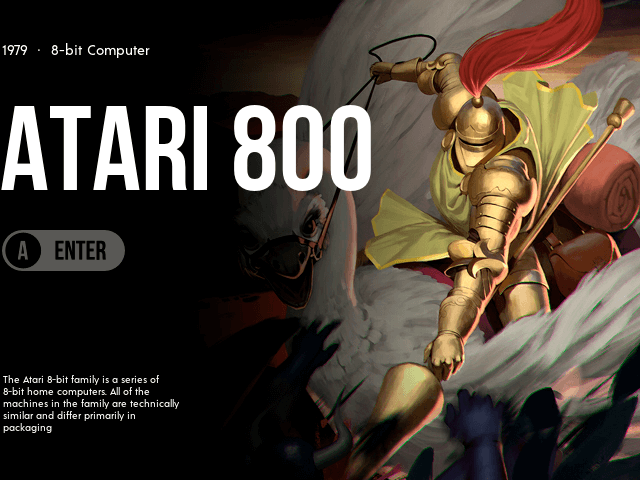 1979 · 8-bit Computer
ATARI 800
A ENTER
The Atari 8-bit family is a series of
8-bit home computers. All of the
machines in the family are technically
similar and differ primarily in
packaging